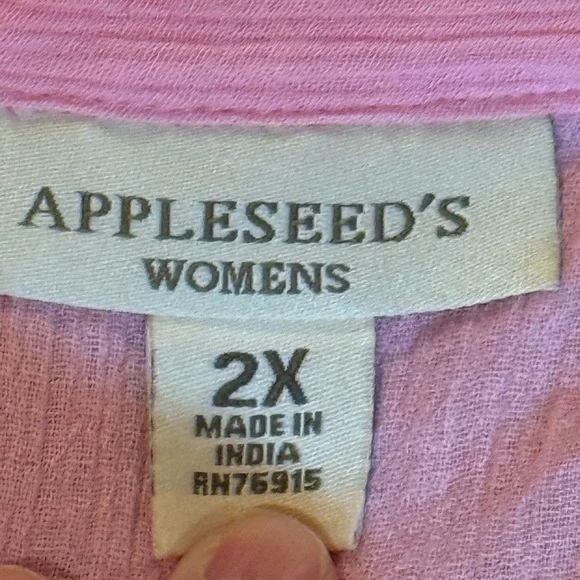 APPLESEED'S
WOMENS
2X
MADE IN
INDIA
RN76915